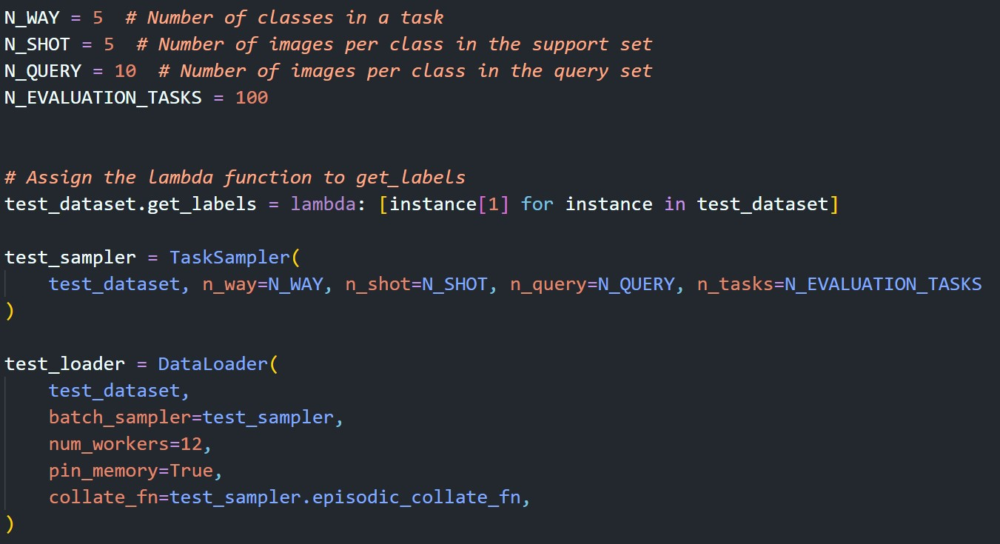 N_WAY = 5  # Number of classes in a task
N_SHOT = 5  # Number of images per class in the support set
N_QUERY = 10  # Number of images per class in the query set
N_EVALUATION_TASKS = 100
# Assign the lambda function to get_labels
test_dataset.get_labels = lambda: [instance[1] for instance in test_dataset]
test_sampler = TaskSampler(
    test_dataset, n_way=N_WAY, n_shot=N_SHOT, n_query=N_QUERY, n_tasks=N_EVALUATION_TASKS
)
test_loader = DataLoader(
    test_dataset,
    batch_sampler=test_sampler,
    num_workers=12,
    pin_memory=True,
    collate_fn=test_sampler.episodic_collate_fn,
)